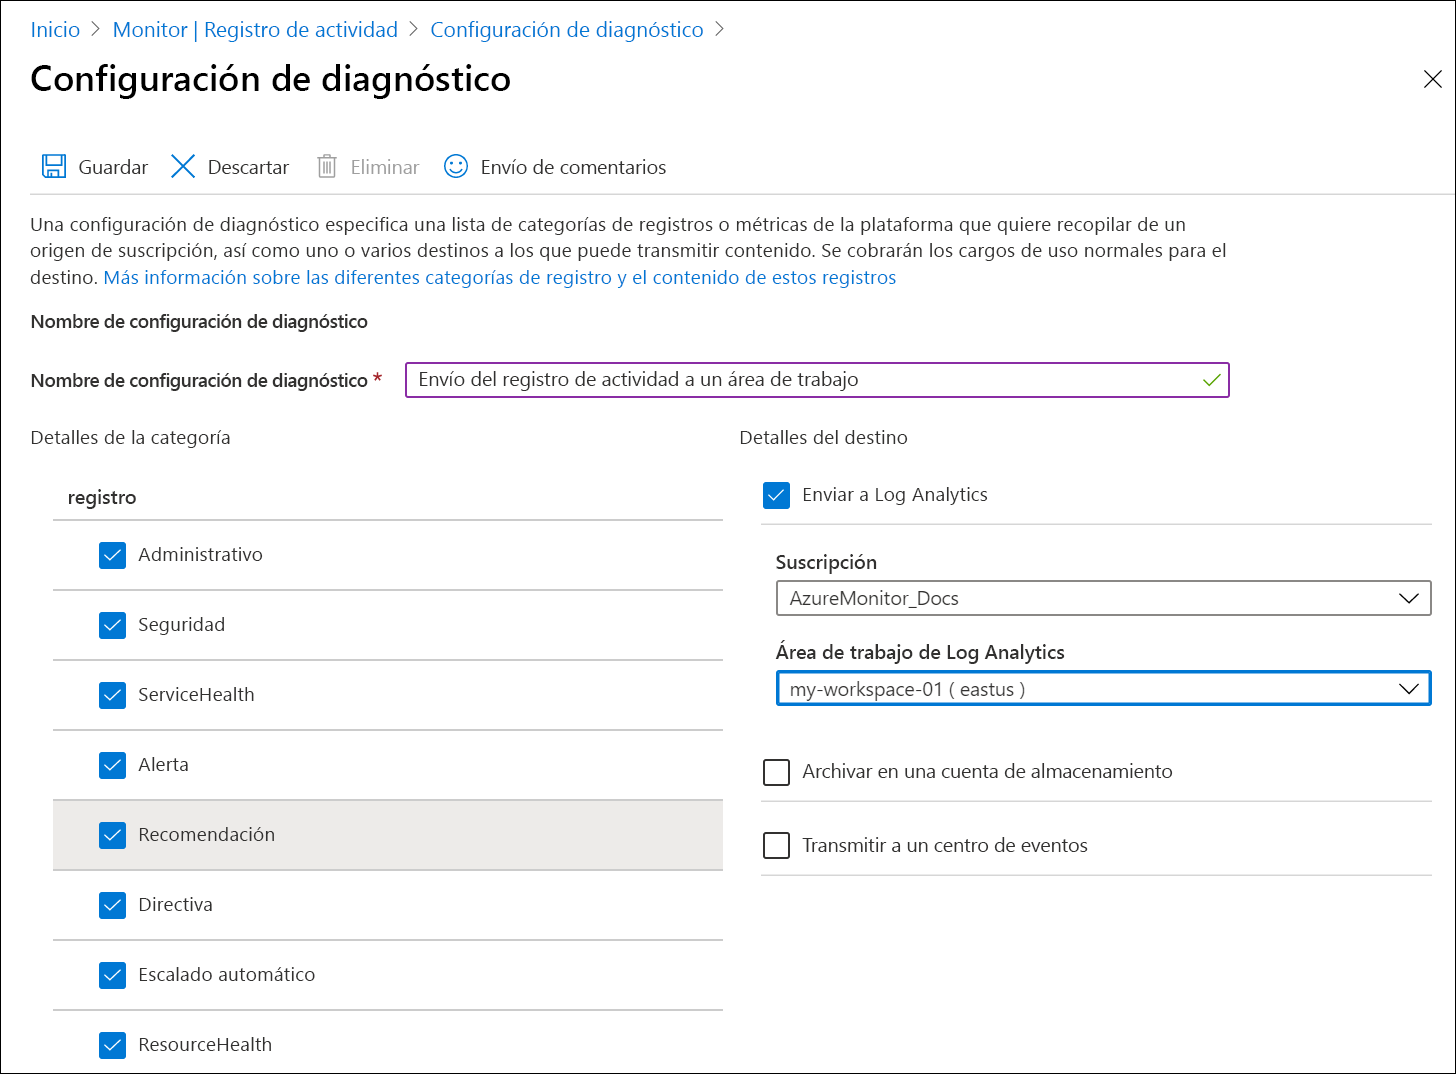 Inicio > Monitor | Registro de actividad > Configuración de diagnóstico >
Configuración de diagnóstico
Guardar Descartar Eliminar Envío de comentarios
Una configuración de diagnóstico especifica una lista de categorías de registros o métricas de la plataforma que quiere recopilar de un
origen de suscripción, así como uno o varios destinos a los que puede transmitir contenido. Se cobrarán los cargos de uso normales para el
destino. Más información sobre las diferentes categorías de registro y el contenido de estos registros
Nombre de configuración de diagnóstico
Nombre de configuración de diagnóstico * Envío del registro de actividad a un área de trabajo
Detalles de la categoría
registro
Administrativo
Seguridad
ServiceHealth
Alerta
Recomendación
Directiva
Escalado automático
ResourceHealth
Detalles del destino
Enviar a Log Analytics
Suscripción
AzureMonitor_Docs
Área de trabajo de Log Analytics
my-workspace-01 ( eastus )
Archivar en una cuenta de almacenamiento
Transmitir a un centro de eventos